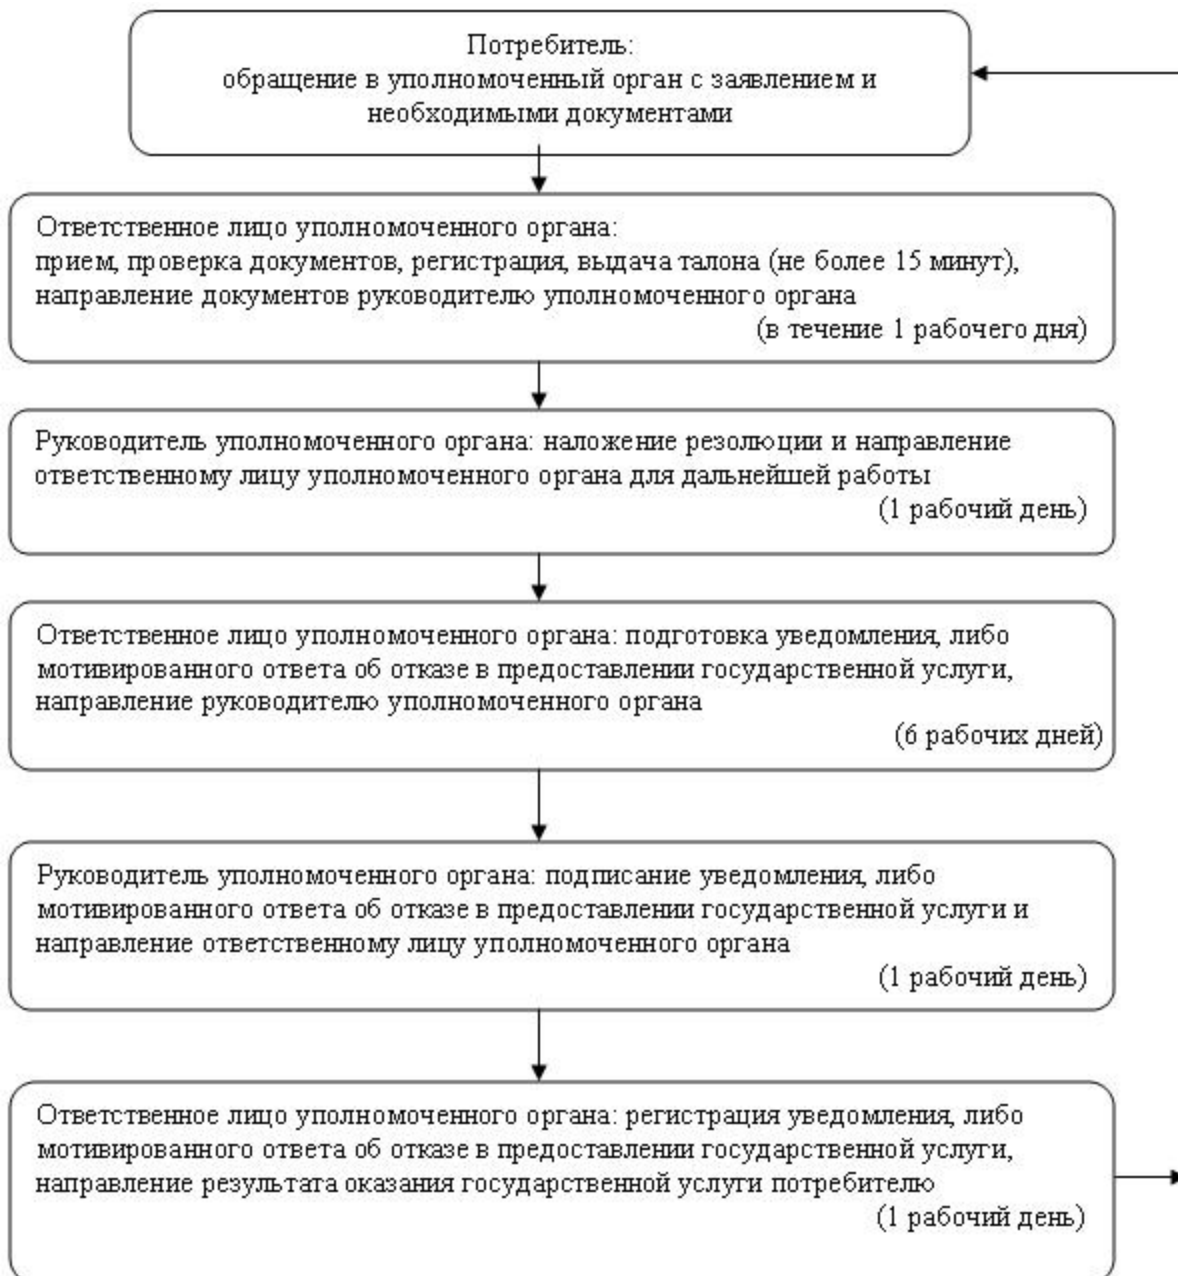 Потребитель:
обращение в уполномоченный орган с заявлением и
необходимыми документами
Ответственное лицо уполномоченного органа:
прием, проверка документов, регистрация, выдача талона (не более 15 минут),
направление документов руководителю уполномоченного органа
(в течение 1 рабочего дня)
Руководитель уполномоченного органа: наложение резолюции и направление
ответственному лицу уполномоченного органа для дальнейшей работы
(1 рабочий день)
Ответственное лицо уполномоченного органа: подготовка уведомления, либо
мотивированного ответа об отказе в предоставлении государственной услуги,
направление руководителю уполномоченного органа
(6 рабочих дней)
Руководитель уполномоченного органа: подписание уведомления, либо
мотивированного ответа об отказе в предоставлении государственной услуги и
направление ответственному лицу уполномоченного органа
(1 рабочий день)
Ответственное лицо уполномоченного органа: регистрация уведомления, либо
мотивированного ответа об отказе в предоставлении государственной услуги,
направление результата оказания государственной услуги потребителю
(1 рабочий день)